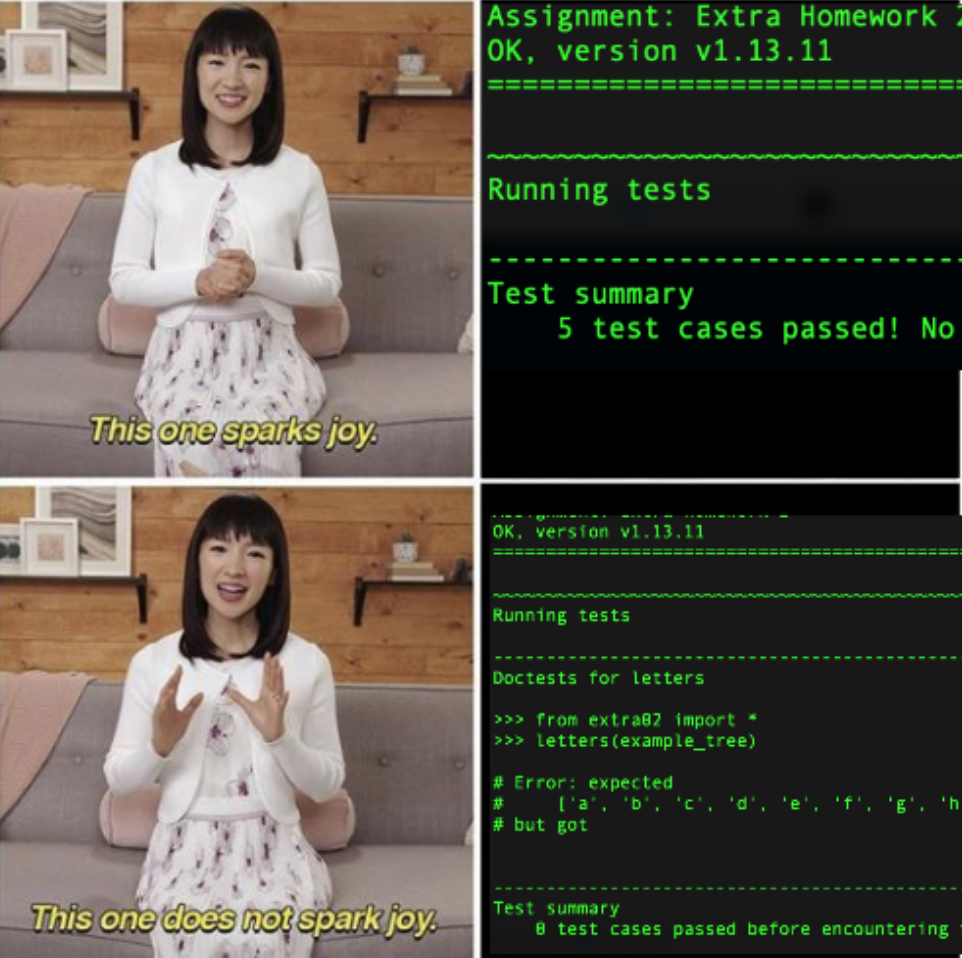 Assignment: Extra Homework
OK, version v1.13.11
==========================
~~~~~~~~~~~~~~~~~~~~~~~~~~
Running tests
---------------------------
Test summary
5 test cases passed! No
This one sparks joy.
OK, version v1.13.11
=====================================================
~~~~~~~~~~~~~~~~~~~~~~~~~~~~~~~~~~~~~~~~~~~~~~~~~~~~~
Running tests
-----------------------------------------------------
Doctests for letters
>>> from extra02 import *
>>> letters(example_tree)
# Error: expected
#     ['a', 'b', 'c', 'd', 'e', 'f', 'g', 'h
# but got
-----------------------------------------------------
Test summary
0 test cases passed before encountering
This one does not spark joy.